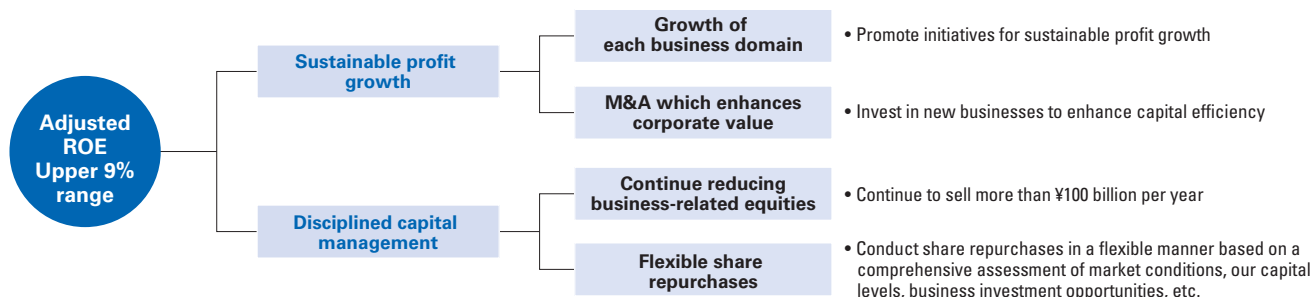 Adjusted
ROE
Upper 9%
range
Sustainable profit
growth
Growth of
each business domain
• Promote initiatives for sustainable profit growth
M&A which enhances
corporate value
• Invest in new businesses to enhance capital efficiency
Disciplined capital
management
Continue reducing
business-related equities
• Continue to sell more than ¥100 billion per year
Flexible share
repurchases
• Conduct share repurchases in a flexible manner based on a
comprehensive assessment of market conditions, our capital
levels, business investment opportunities, etc.